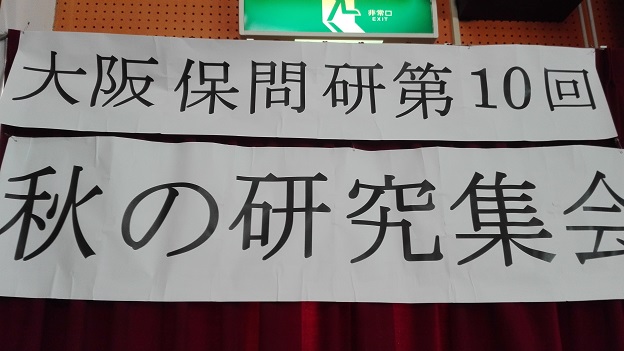 非常口
EXIT
大阪保問研第10回
秋の研究集会